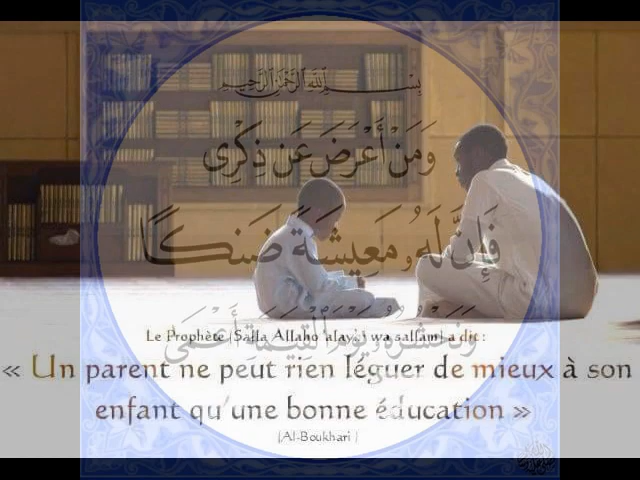 بِسْمِ اللَّهِ الرَّحْمَٰنِ الرَّحِيمِ
وَمَنْ أَعْرَضَ عَن ذِكْرِى
فَإِنَّ لَهُۥ مَعِيشَةً ضَنكًا
وَنَحْشُرُهُۥ يَوْمَ ٱلْقِيَٰمَةِ أَعْمَىٰ
Le Prophète (Salla Allaho alayhi wa sallam) a dit :
« Un parent ne peut rien léguer de mieux à son
enfant qu'une bonne éducation »
(Al-Boukhari )